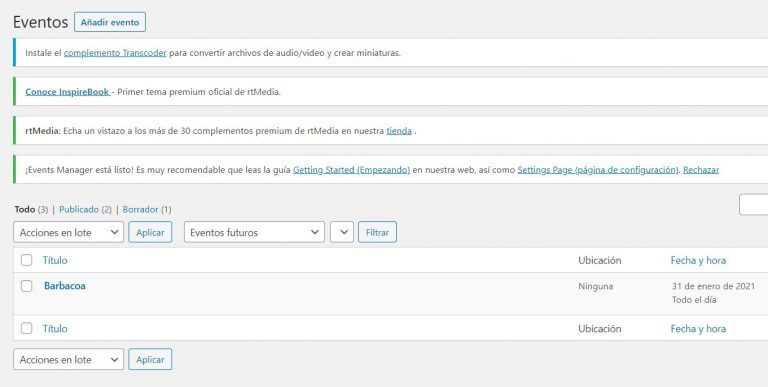 Eventos Añadir evento
Instale el complemento Transcoder para convertir archivos de audio/vídeo y crear miniaturas.
Conoce InspireBook - Primer tema premium oficial de rtMedia.
rtMedia: Echa un vistazo a los más de 30 complementos premium de rtMedia en nuestra tienda .
¡Events Manager está listo! Es muy recomendable que leas la guía Getting Started (Empezando) en nuestra web, así como Settings Page (página de configuración). Rechazar
Todo (3) | Publicado (2) | Borrador (1)
Acciones en lote Aplicar Eventos futuros Filtrar
Título Ubicación Fecha y hora
Barbacoa Ninguna 31 de enero de 2021
Todo el día
Título Ubicación Fecha y hora
Acciones en lote Aplicar